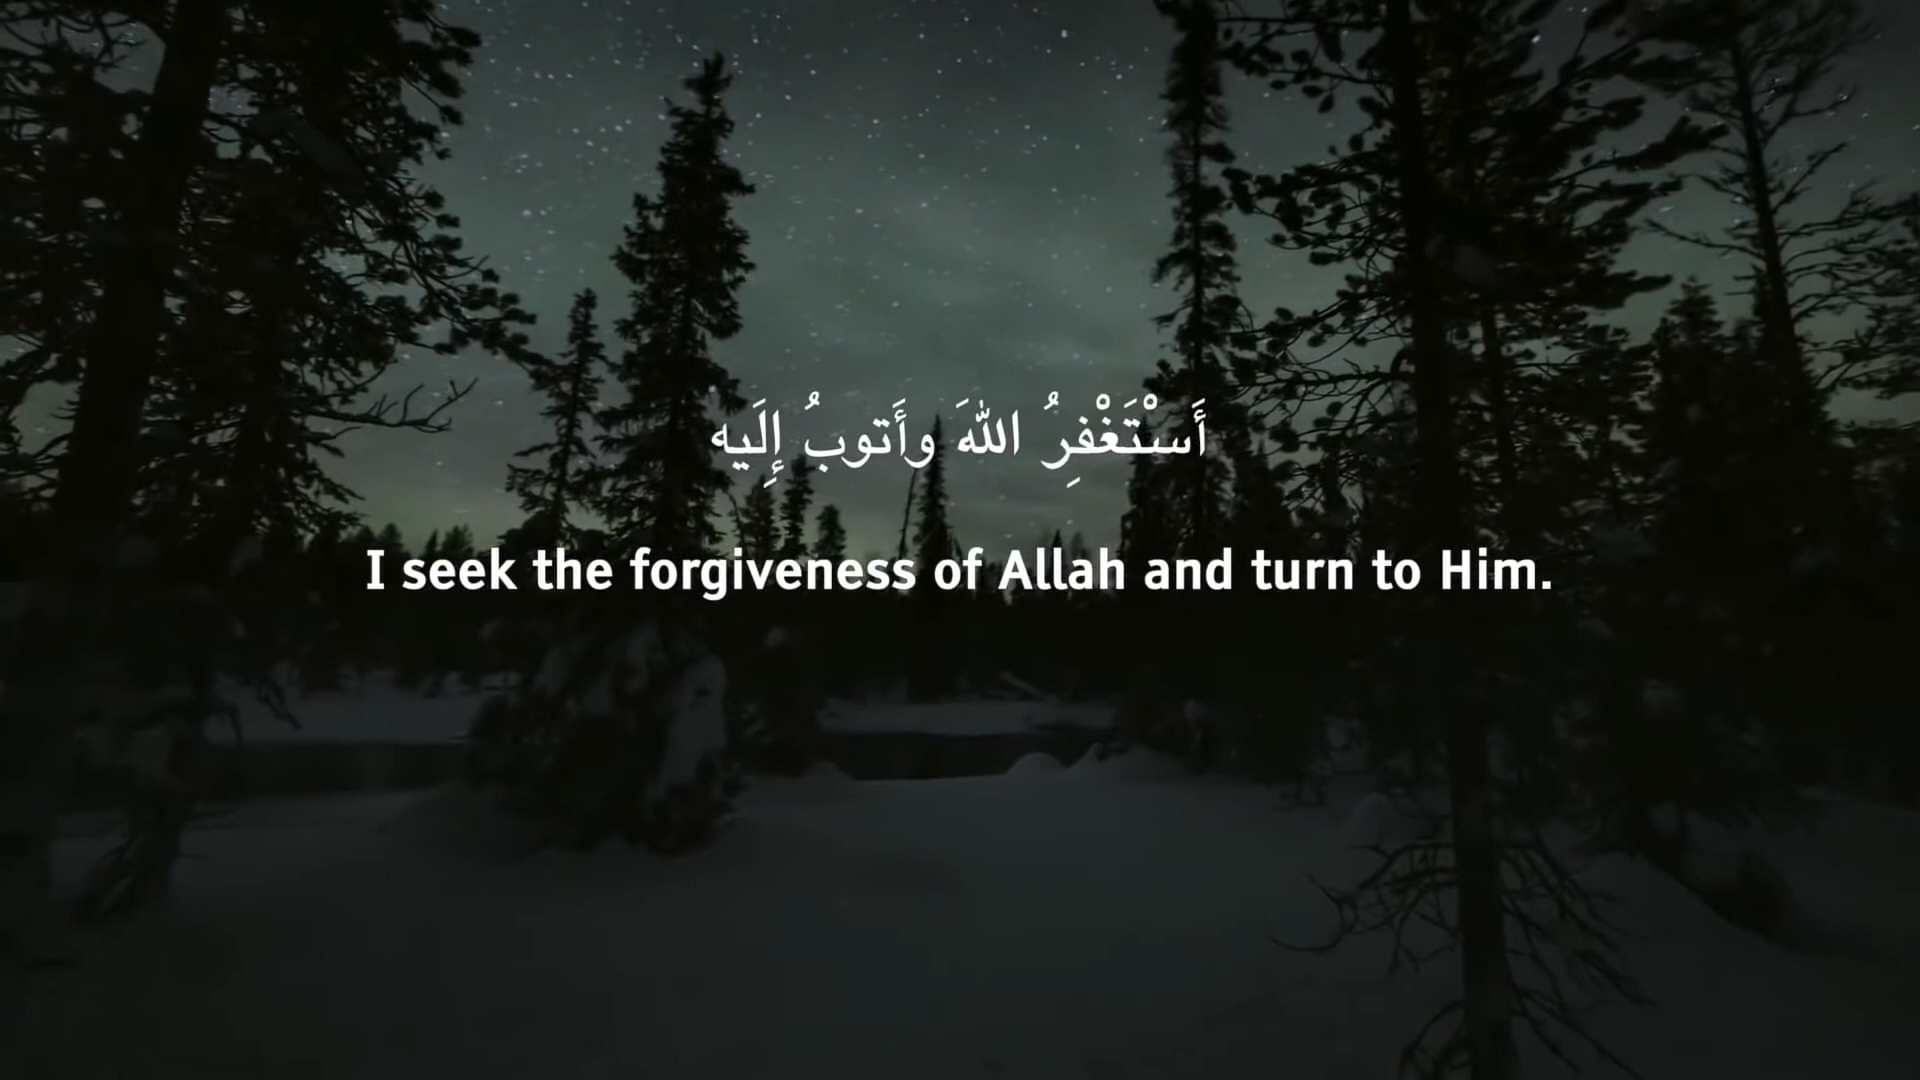 أَسْتَغْفِرُ اللهَ وأَتوبُ إِلَيه
I seek the forgiveness of Allah and turn to Him.